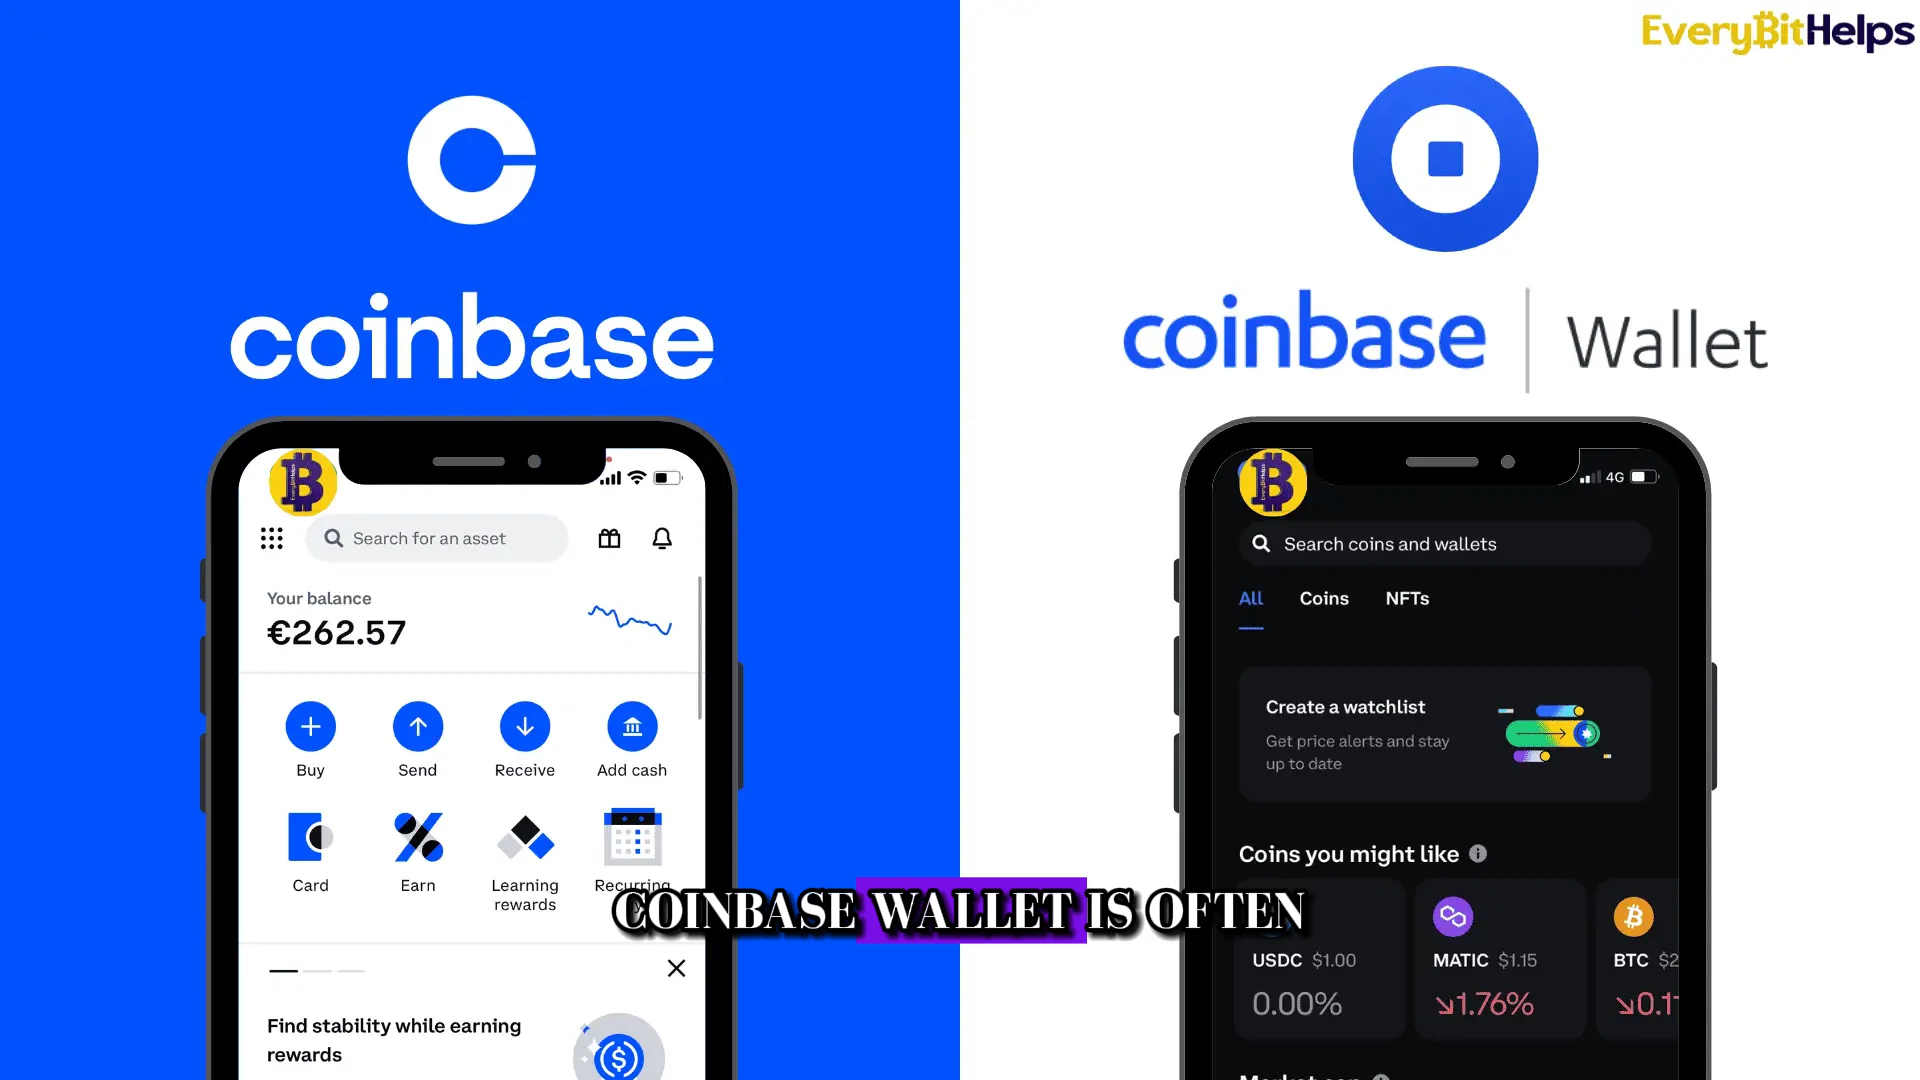 EveryBitHelps
coinbase
coinbase | Wallet
Search for an asset
Your balance
€262.57
Buy
Send
Receive
Add cash
Card
Earn
Learning
rewards
Recurring
Find stability while earning
rewards
4G
Search coins and wallets
All
Coins
NFTs
Create a watchlist
Get price alerts and stay
up to date
Coins you might like
USDC $1.00
0.00%
MATIC $1.15
↘1.76%
BTC $2
↘0.1
COINBASE WALLET IS OFTEN